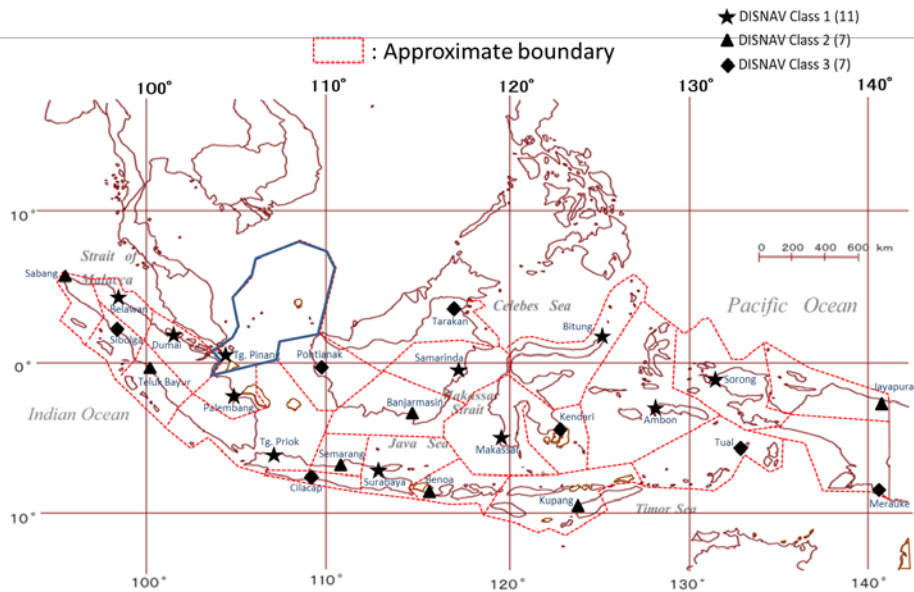 ★ DISNAV Class 1 (11)
▲ DISNAV Class 2 (7)
◆ DISNAV Class 3 (7)
: Approximate boundary
100° 110° 120° 130° 140°
10°
0 200 400 600 km
Strait of
Malacca
Sabang
Belawan
Sibolga
Dumai
Celebes Sea
Pacific Ocean
Tarakan
Bitung
0°
Tg. Pinang
Pontianak
Samarinda
Teluk Bayur
Sorong
Jayapura
Indian Ocean
Palembang
Banjarmasin
Makassar
Strait
Kendari
Ambon
Tg. Priok
Semarang
Java Sea
Makassar
Tual
Cilacap
Surabaya
Benoa
Kupang
Timor Sea
Merauke
10°
100° 110° 120° 130° 140°